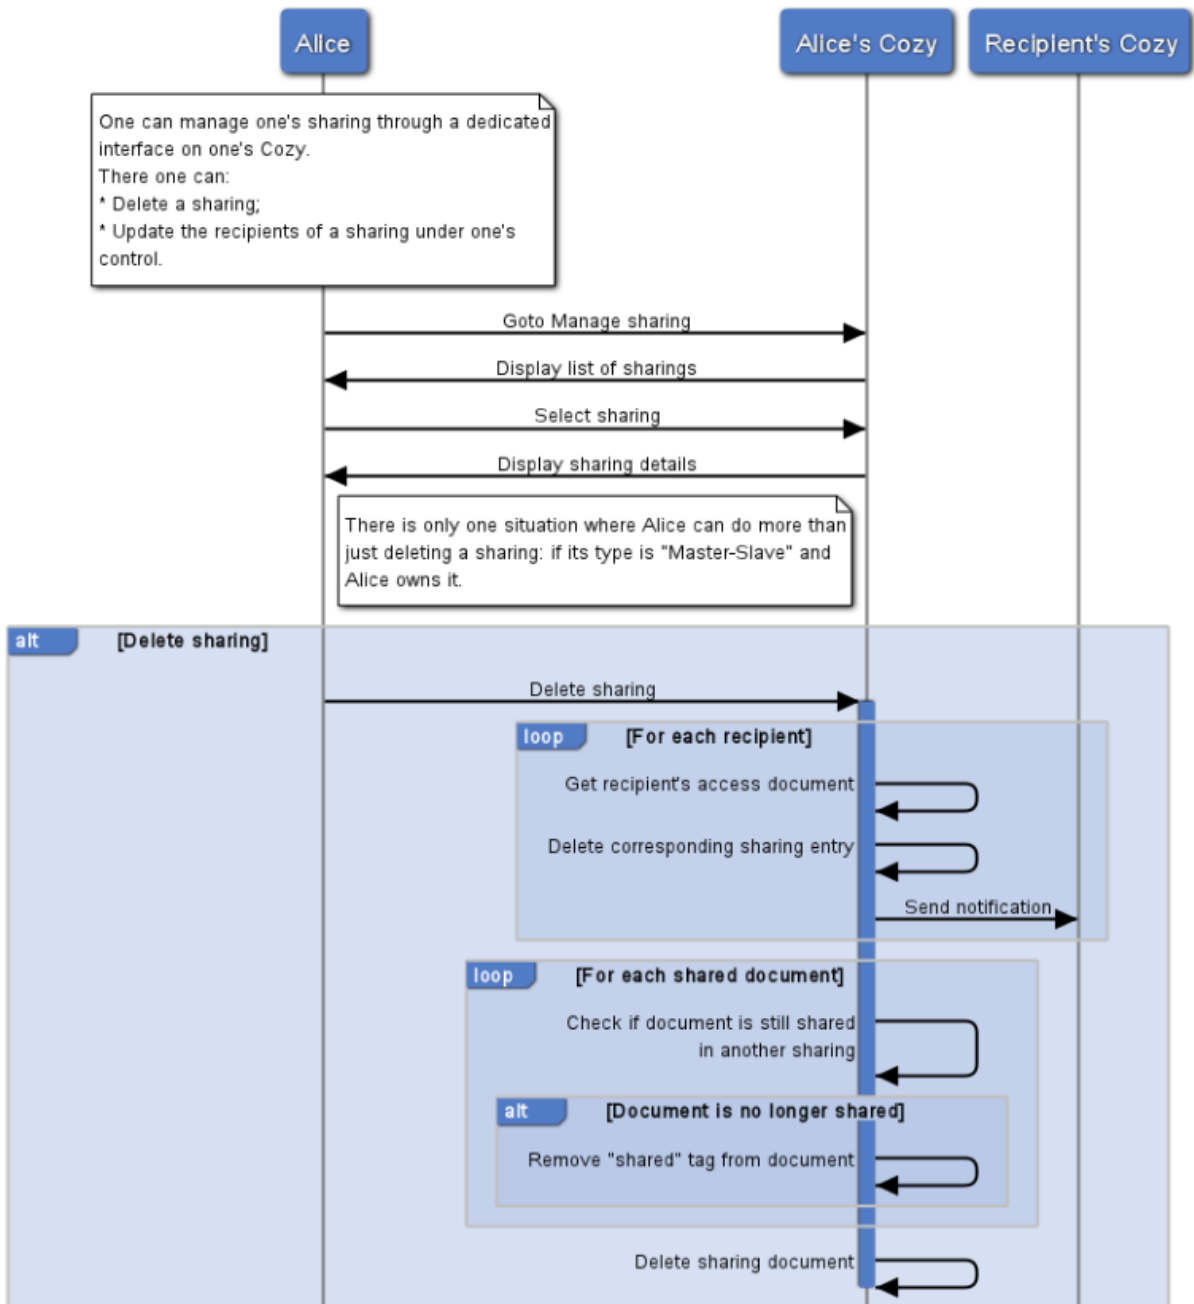 Alice
Alice's Cozy
Recipient's Cozy
One can manage one's sharing through a dedicated
interface on one's Cozy.
There one can:
* Delete a sharing;
* Update the recipients of a sharing under one's
control.
Goto Manage sharing
Display list of sharings
Select sharing
Display sharing details
There is only one situation where Alice can do more than
just deleting a sharing: if its type is "Master-Slave" and
Alice owns it.
alt [Delete sharing]
Delete sharing
loop [For each recipient]
Get recipient's access document
Delete corresponding sharing entry
Send notification
loop [For each shared document]
Check if document is still shared
in another sharing
alt [Document is no longer shared]
Remove "shared" tag from document
Delete sharing document